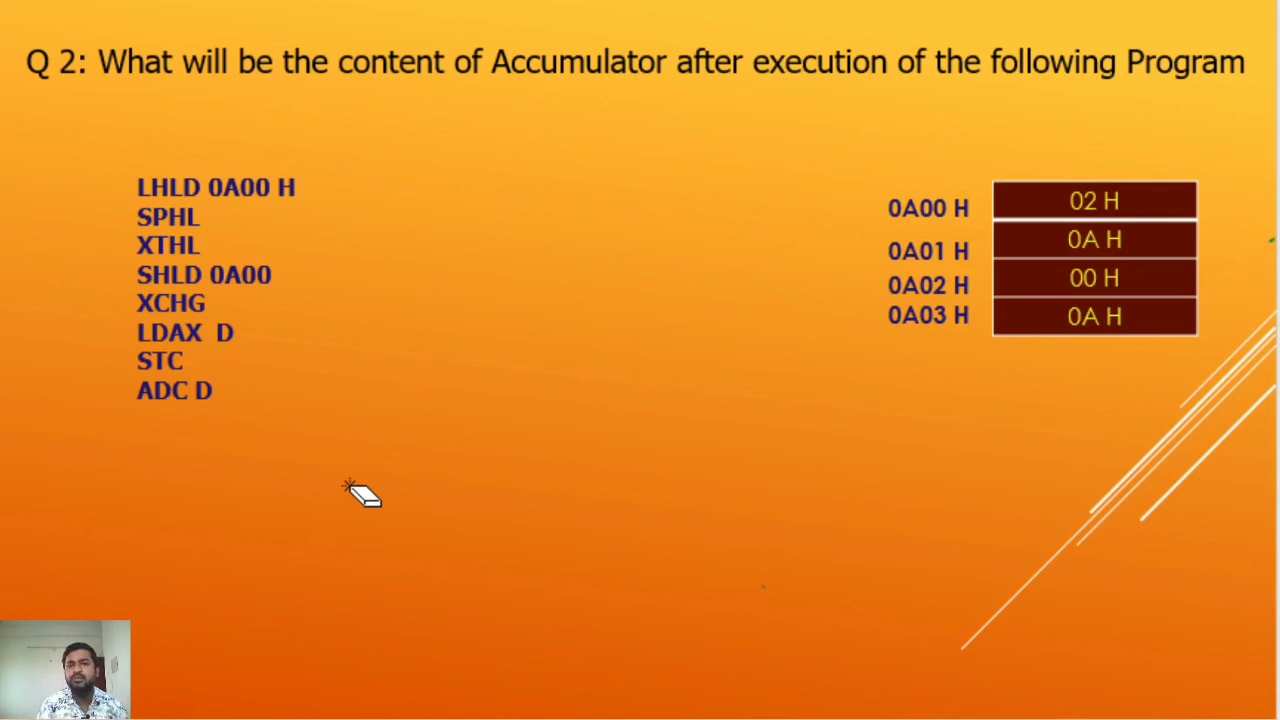 Q 2: What will be the content of Accumulator after execution of the following Program
LHLD 0A00 H
SPHL
XTHL
SHLD 0A00
XCHG
LDAX D
STC
ADC D
0A00 H 02 H
0A01 H 0A H
0A02 H 00 H
0A03 H 0A H